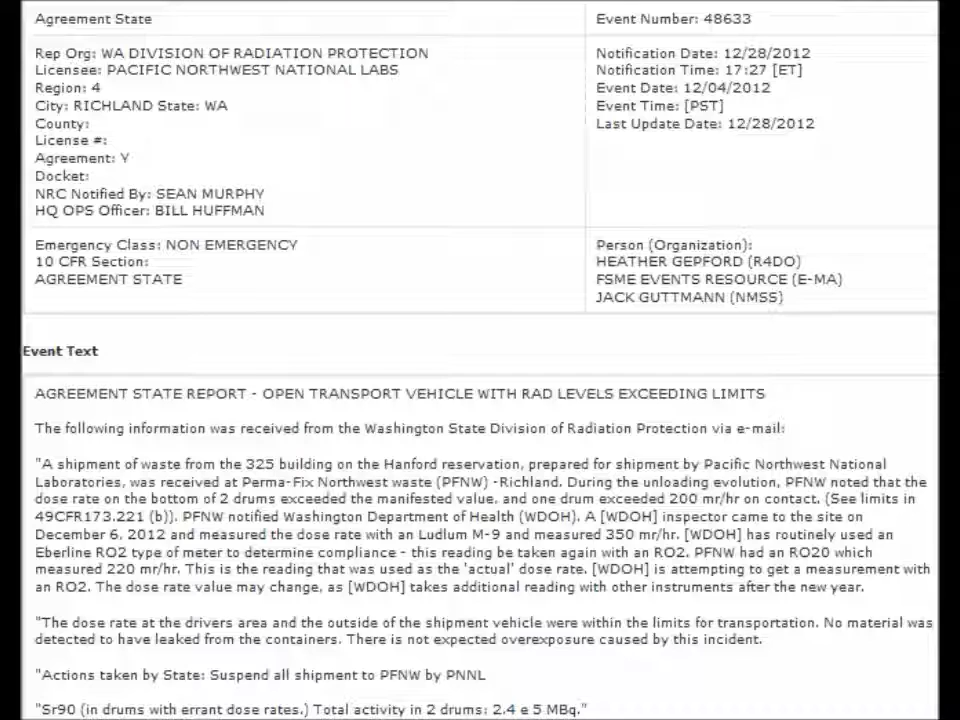 Agreement State
Event Number: 48633
Rep Org: WA DIVISION OF RADIATION PROTECTION
Licensee: PACIFIC NORTHWEST NATIONAL LABS
Region: 4
City: RICHLAND State: WA
County:
License #:
Agreement: Y
Docket:
NRC Notified By: SEAN MURPHY
HQ OPS Officer: BILL HUFFMAN
Notification Date: 12/28/2012
Notification Time: 17:27 [ET]
Event Date: 12/04/2012
Event Time: [PST]
Last Update Date: 12/28/2012
Emergency Class: NON EMERGENCY
10 CFR Section:
AGREEMENT STATE
Person (Organization):
HEATHER GEPFORD (R4DO)
FSME EVENTS RESOURCE (E-MA)
JACK GUTTMANN (NMSS)
Event Text
AGREEMENT STATE REPORT - OPEN TRANSPORT VEHICLE WITH RAD LEVELS EXCEEDING LIMITS
The following information was received from the Washington State Division of Radiation Protection via e-mail:
"A shipment of waste from the 325 building on the Hanford reservation, prepared for shipment by Pacific Northwest National
Laboratories, was received at Perma-Fix Northwest waste (PFNW) -Richland. During the unloading evolution, PFNW noted that the
dose rate on the bottom of 2 drums exceeded the manifested value, and one drum exceeded 200 mr/hr on contact. (See limits in
49CFR173.221 (b)). PFNW notified Washington Department of Health (WDOH). A [WDOH] inspector came to the site on
December 6, 2012 and measured the dose rate with an Ludlum M-9 and measured 350 mr/hr. [WDOH] has routinely used an
Eberline RO2 type of meter to determine compliance - this reading be taken again with an RO2. PFNW had an RO20 which
measured 220 mr/hr. This is the reading that was used as the 'actual' dose rate. [WDOH] is attempting to get a measurement with
an RO2. The dose rate value may change, as [WDOH] takes additional reading with other instruments after the new year.
"The dose rate at the drivers area and the outside of the shipment vehicle were within the limits for transportation. No material was
detected to have leaked from the containers. There is not expected overexposure caused by this incident.
"Actions taken by State: Suspend all shipment to PFNW by PNNL
"Sr90 (in drums with errant dose rates.) Total activity in 2 drums: 2.4 e 5 MBq."